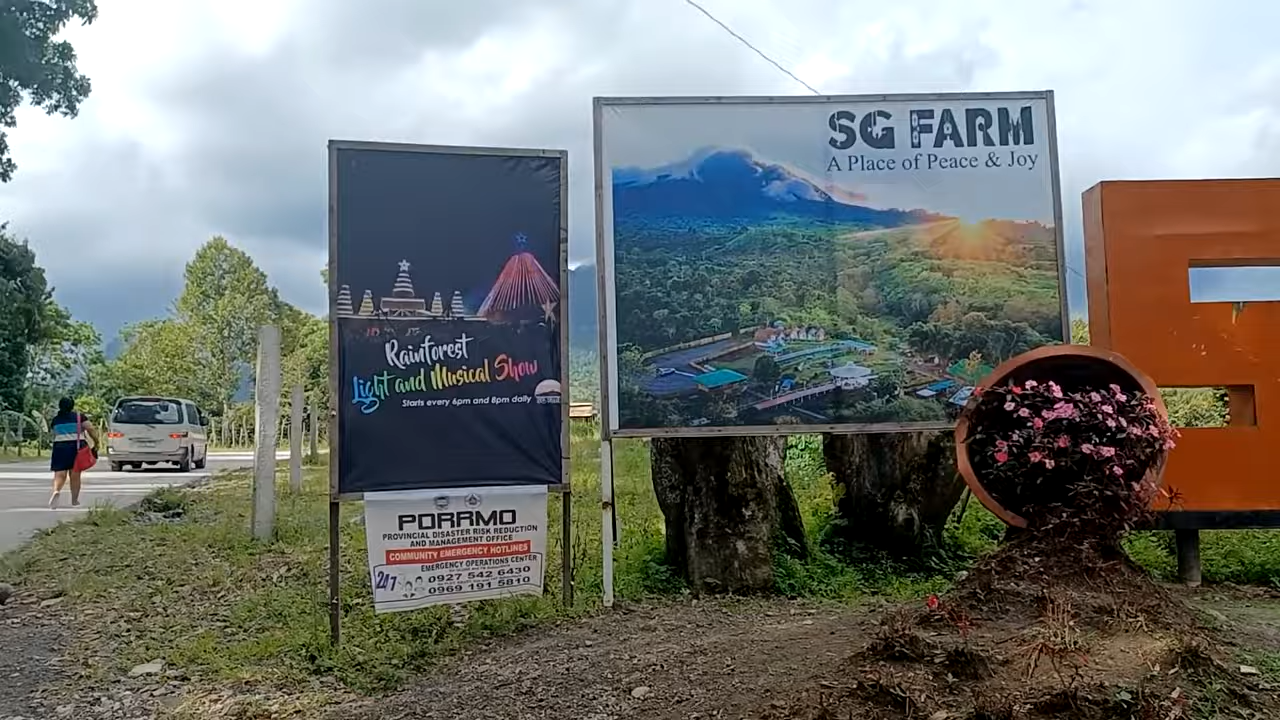 Rainforest
Light and Musical Show
Starts every 6pm and 8pm daily
PDRRMO
PROVINCIAL DISASTER RISK REDUCTION
AND MANAGEMENT OFFICE
COMMUNITY EMERGENCY HOTLINES
EMERGENCY OPERATIONS CENTER
24/7
0927 542 6430
0969 191 5810
SG FARM
A Place of Peace & Joy